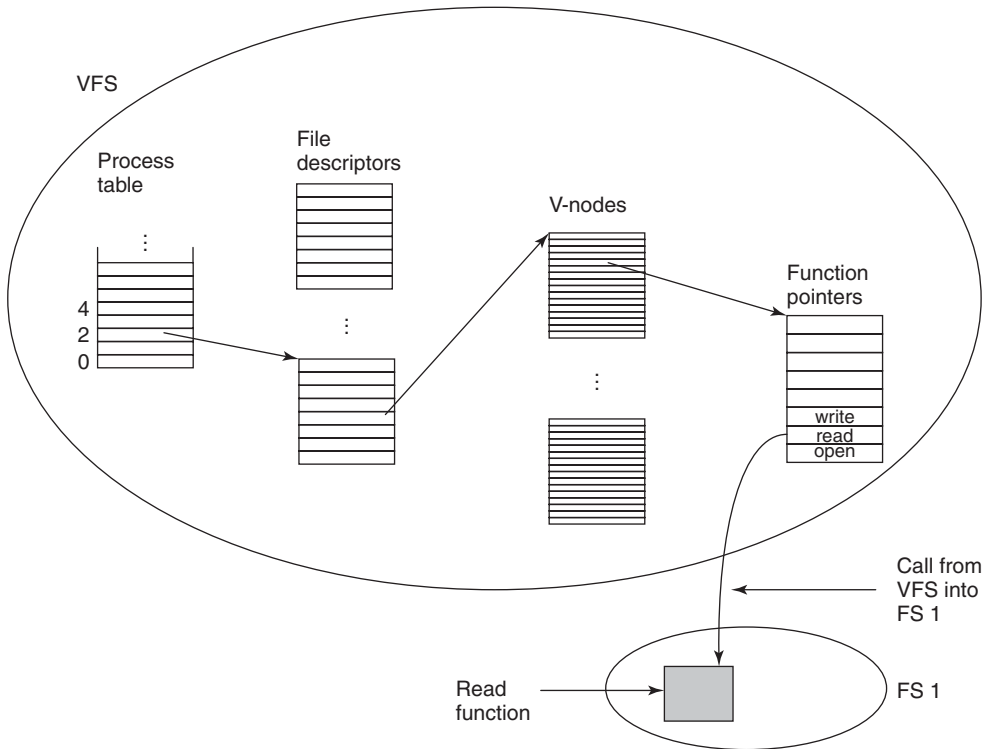 VFS
Process
table
File
descriptors
V-nodes
Function
pointers
...
...
...
4
2
0
write
read
open
Call from
VFS into
FS 1
Read
function
FS 1